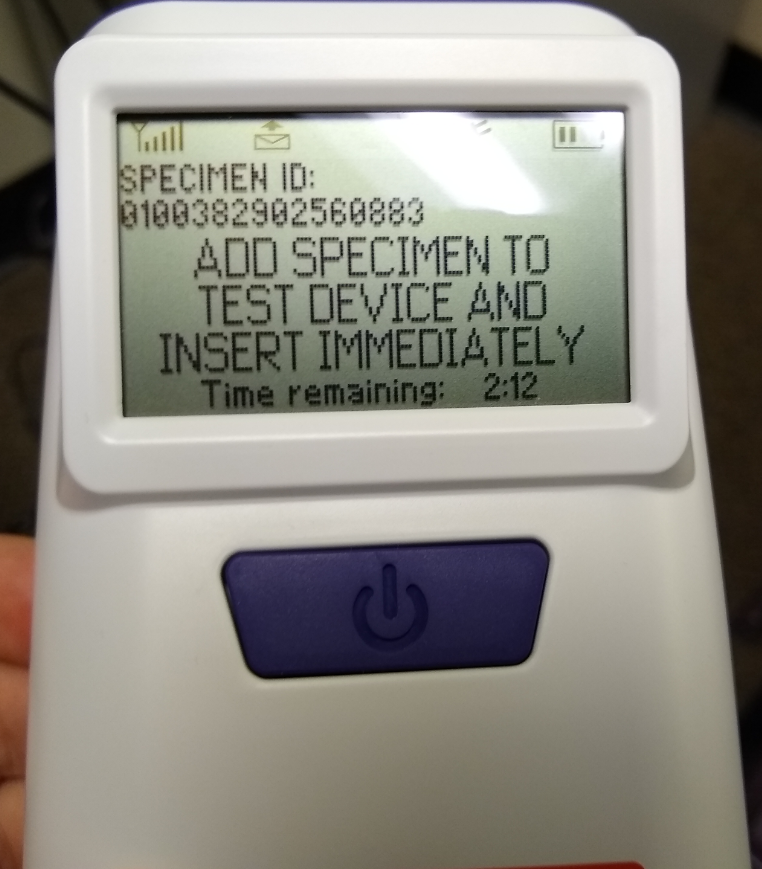 SPECIMEN ID:
0100382902560883
ADD SPECIMEN TO
TEST DEVICE AND
INSERT IMMEDIATELY
Time remaining: 2:12